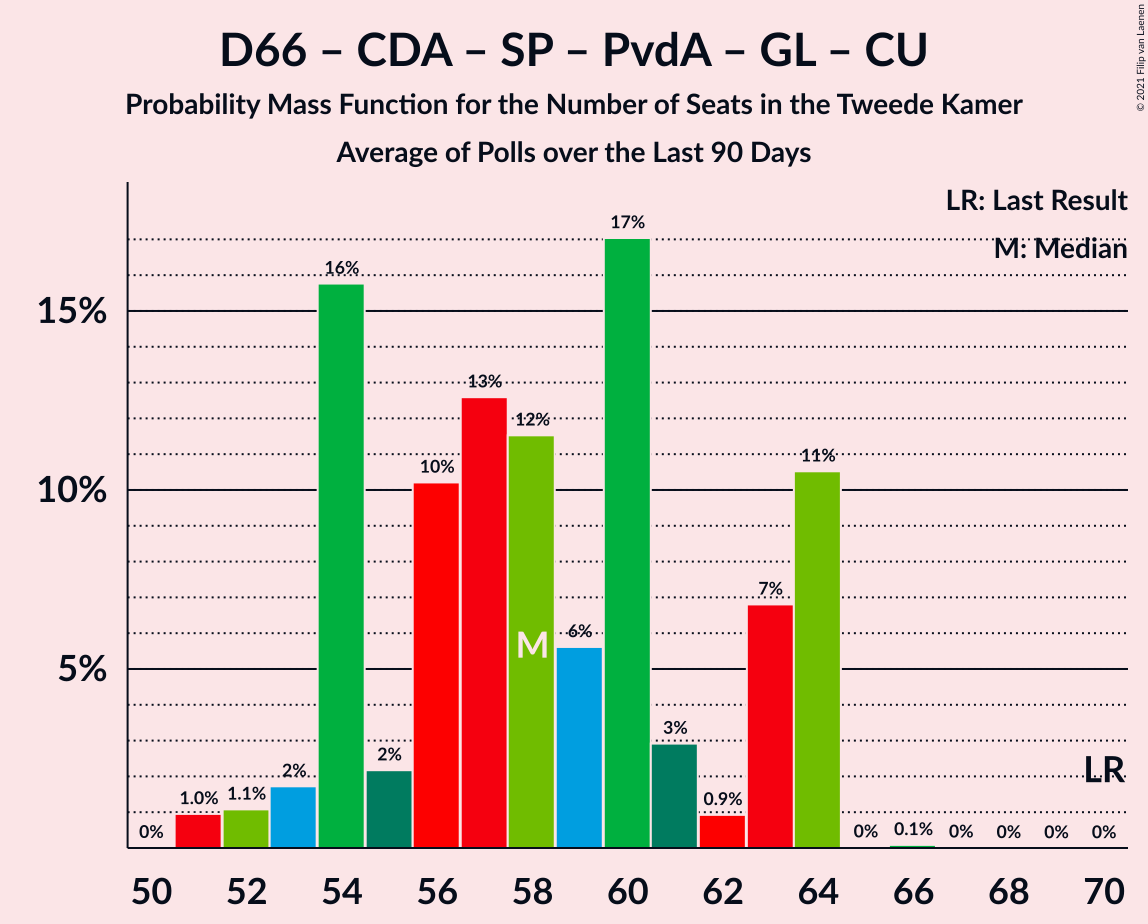 D66 – CDA – SP – PvdA – GL – CU
Probability Mass Function for the Number of Seats in the Tweede Kamer
Average of Polls over the Last 90 Days
© 2021 Filip van Laenen
LR: Last Result
M: Median
15%
10%
5%
0%
1.0%
1.1%
2%
16%
2%
10%
13%
12%
6%
17%
3%
0.9%
7%
11%
0%
0.1%
0%
0%
0%
0%
M
LR
50 52 54 56 58 60 62 64 66 68 70